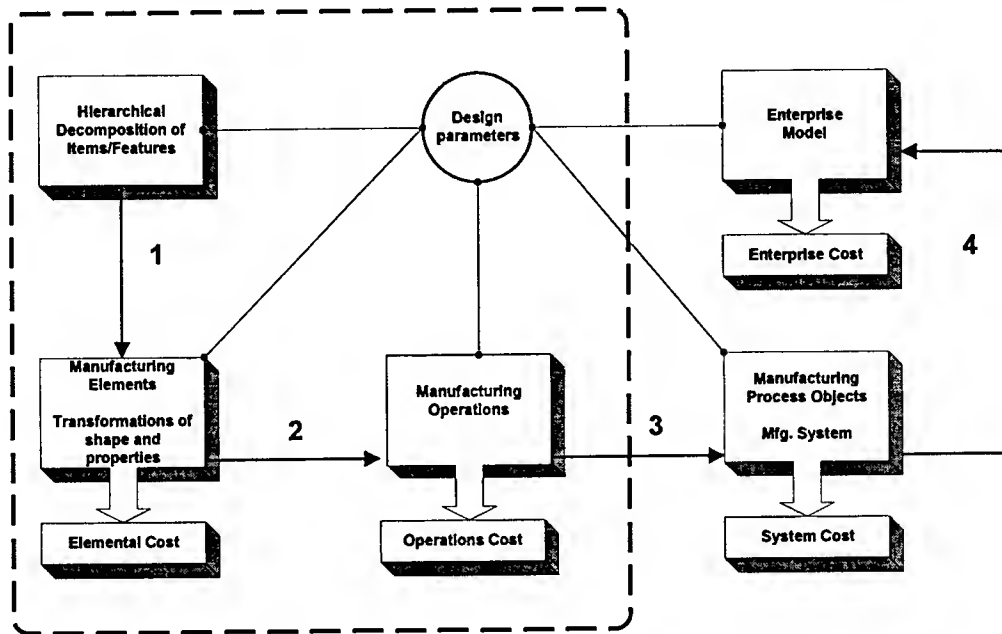 Hierarchical
Decomposition of
Items/Features
Design
parameters
Enterprise
Model
Enterprise Cost
1
4
Manufacturing
Elements
Transformations of
shape and
properties
2
Manufacturing
Operations
3
Manufacturing
Process Objects
Mfg. System
Elemental Cost
Operations Cost
System Cost